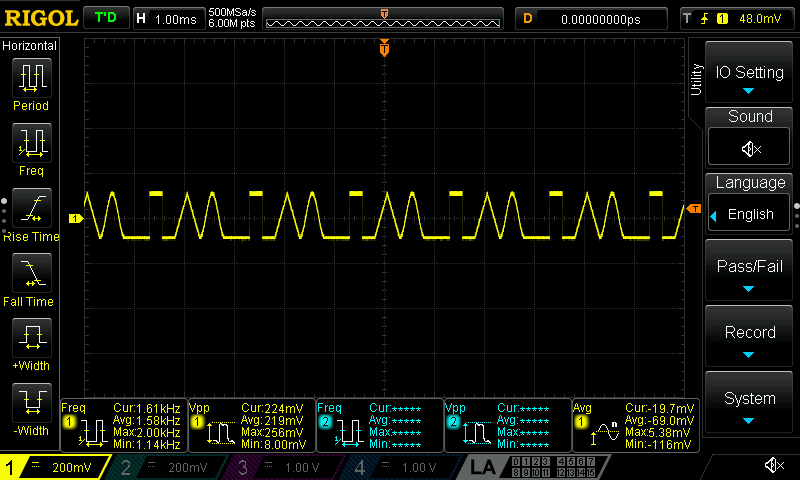 RIGOL T'D H 1.00ms 500MSa/s 6.00M pts T D 0.00000000ps T 1 48.0mV
Horizontal
Period
Freq
Rise Time
Fall Time
+Width
-Width
T
1
T
Utility
IO Setting
Sound
Language
English
Pass/Fail
Record
System
Freq
1
Cur:1.61kHz
Avg:1.58kHz
Max:2.00kHz
Min:1.14kHz
Vpp
1
Cur:224mV
Avg:219mV
Max:256mV
Min:8.00mV
Freq
2
Cur:*****
Avg:*****
Max:*****
Min:*****
Vpp
2
Cur:*****
Avg:*****
Max:*****
Min:*****
Avg
1
n
Cur:-19.7mV
Avg:-69.0mV
Max:5.38mV
Min:-116mV
1 200mV 2 200mV 3 1.00 V 4 1.00 V LA
0 1 2 3 4 5 6 7
8 9 10 11 12 13 14 15